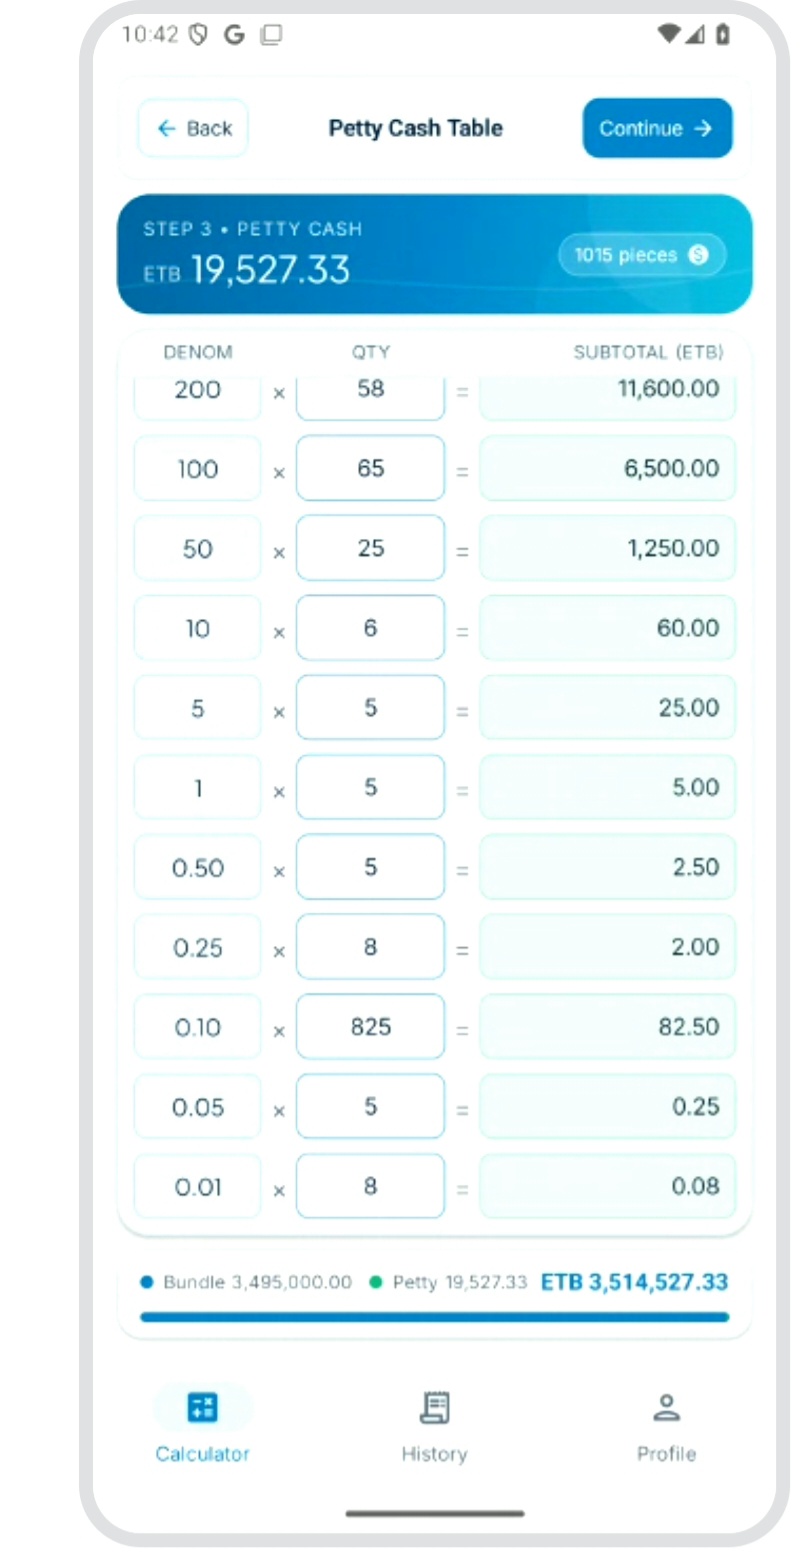 10:42
Back Petty Cash Table Continue
STEP 3 • PETTY CASH
ETB 19,527.33
1015 pieces
DENOM QTY SUBTOTAL (ETB)
200 × 58 = 11,600.00
100 × 65 = 6,500.00
50 × 25 = 1,250.00
10 × 6 = 60.00
5 × 5 = 25.00
1 × 5 = 5.00
0.50 × 5 = 2.50
0.25 × 8 = 2.00
0.10 × 825 = 82.50
0.05 × 5 = 0.25
0.01 × 8 = 0.08
Bundle 3,495,000.00 Petty 19,527.33 ETB 3,514,527.33
Calculator History Profile